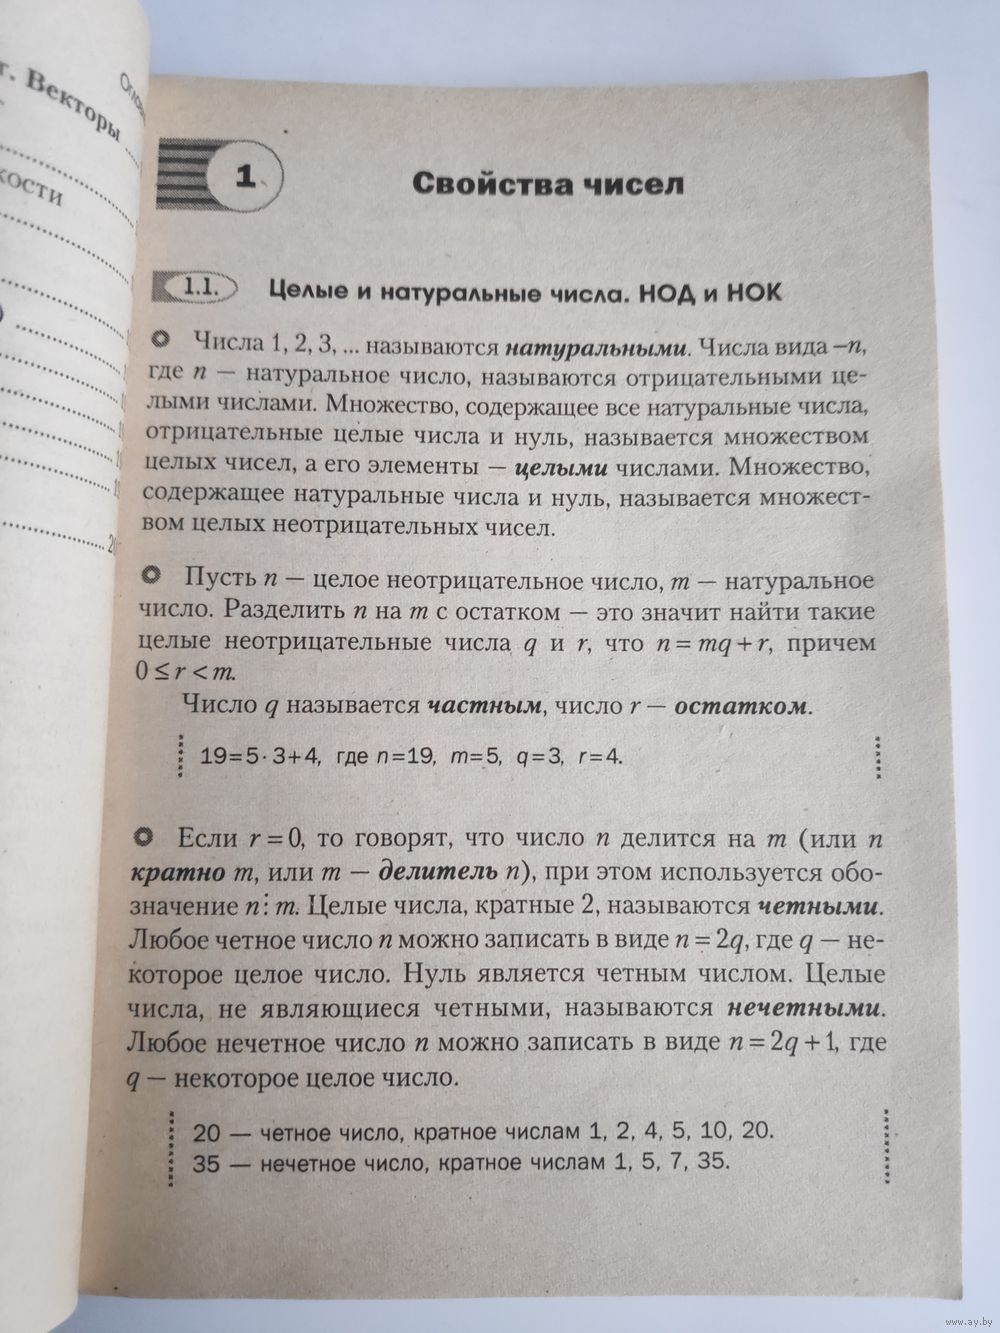 г. Векторы
кости
1
Свойства чисел
1.1. Целые и натуральные числа. НОД и НОК
Числа 1, 2, 3, ... называются натуральными. Числа вида –n,
где n — натуральное число, называются отрицательными це-
лыми числами. Множество, содержащее все натуральные числа,
отрицательные целые числа и нуль, называется множеством
целых чисел, а его элементы — целыми числами. Множество,
содержащее натуральные числа и нуль, называется множест-
вом целых неотрицательных чисел.
Пусть n — целое неотрицательное число, m — натуральное
число. Разделить n на m с остатком — это значит найти такие
целые неотрицательные числа q и r, что n = mq + r, причем
0 ≤ r < m.
Число q называется частным, число r — остатком.
19=5·3+4, где n=19, m=5, q=3, r=4.
Если r = 0, то говорят, что число n делится на m (или n
кратно m, или m — делитель n), при этом используется обо-
значение n⋮m. Целые числа, кратные 2, называются четными.
Любое четное число n можно записать в виде n = 2q, где q — не-
которое целое число. Нуль является четным числом. Целые
числа, не являющиеся четными, называются нечетными.
Любое нечетное число n можно записать в виде n = 2q + 1, где
q — некоторое целое число.
20 — четное число, кратное числам 1, 2, 4, 5, 10, 20.
35 — нечетное число, кратное числам 1, 5, 7, 35.
www.ay.by